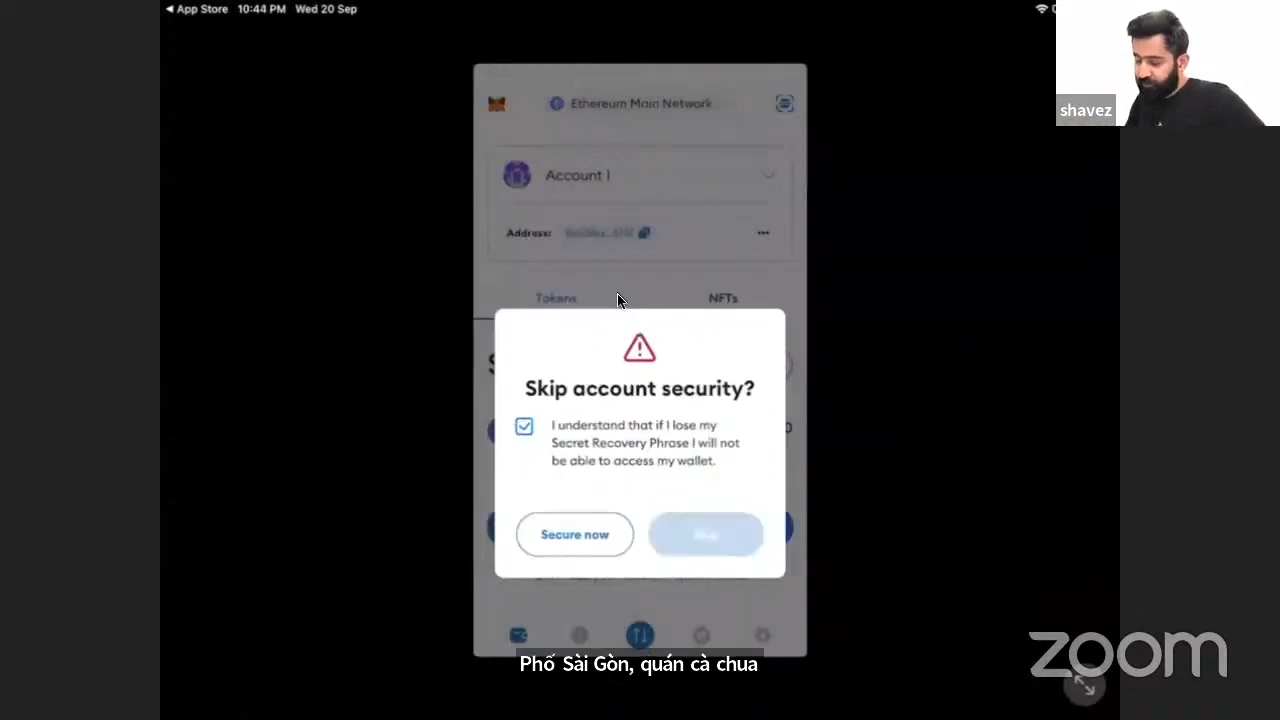 App Store 10:44 PM Wed 20 Sep
shavez
Ethereum Main Network
Account 1
Address:
Tokens NFTs
Skip account security?
I understand that if I lose my
Secret Recovery Phrase I will not
be able to access my wallet.
Secure now Skip
Phố Sài Gòn, quán cà chua
zoom